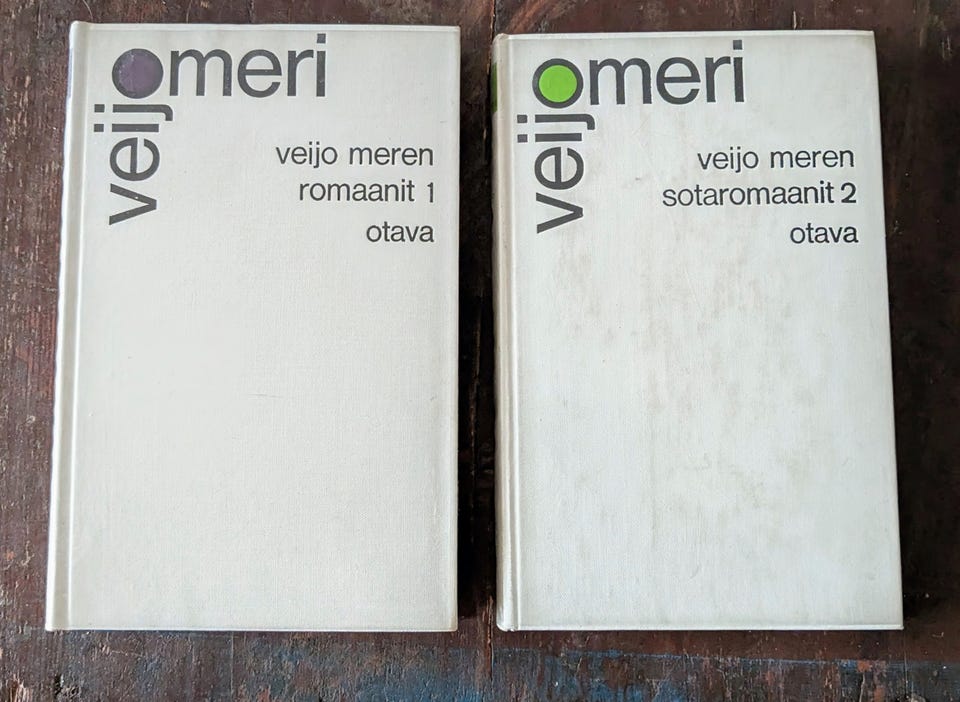 veijo meri
veijo meren
romaanit 1
otava
veijo meri
veijo meren
sotaromaanit 2
otava